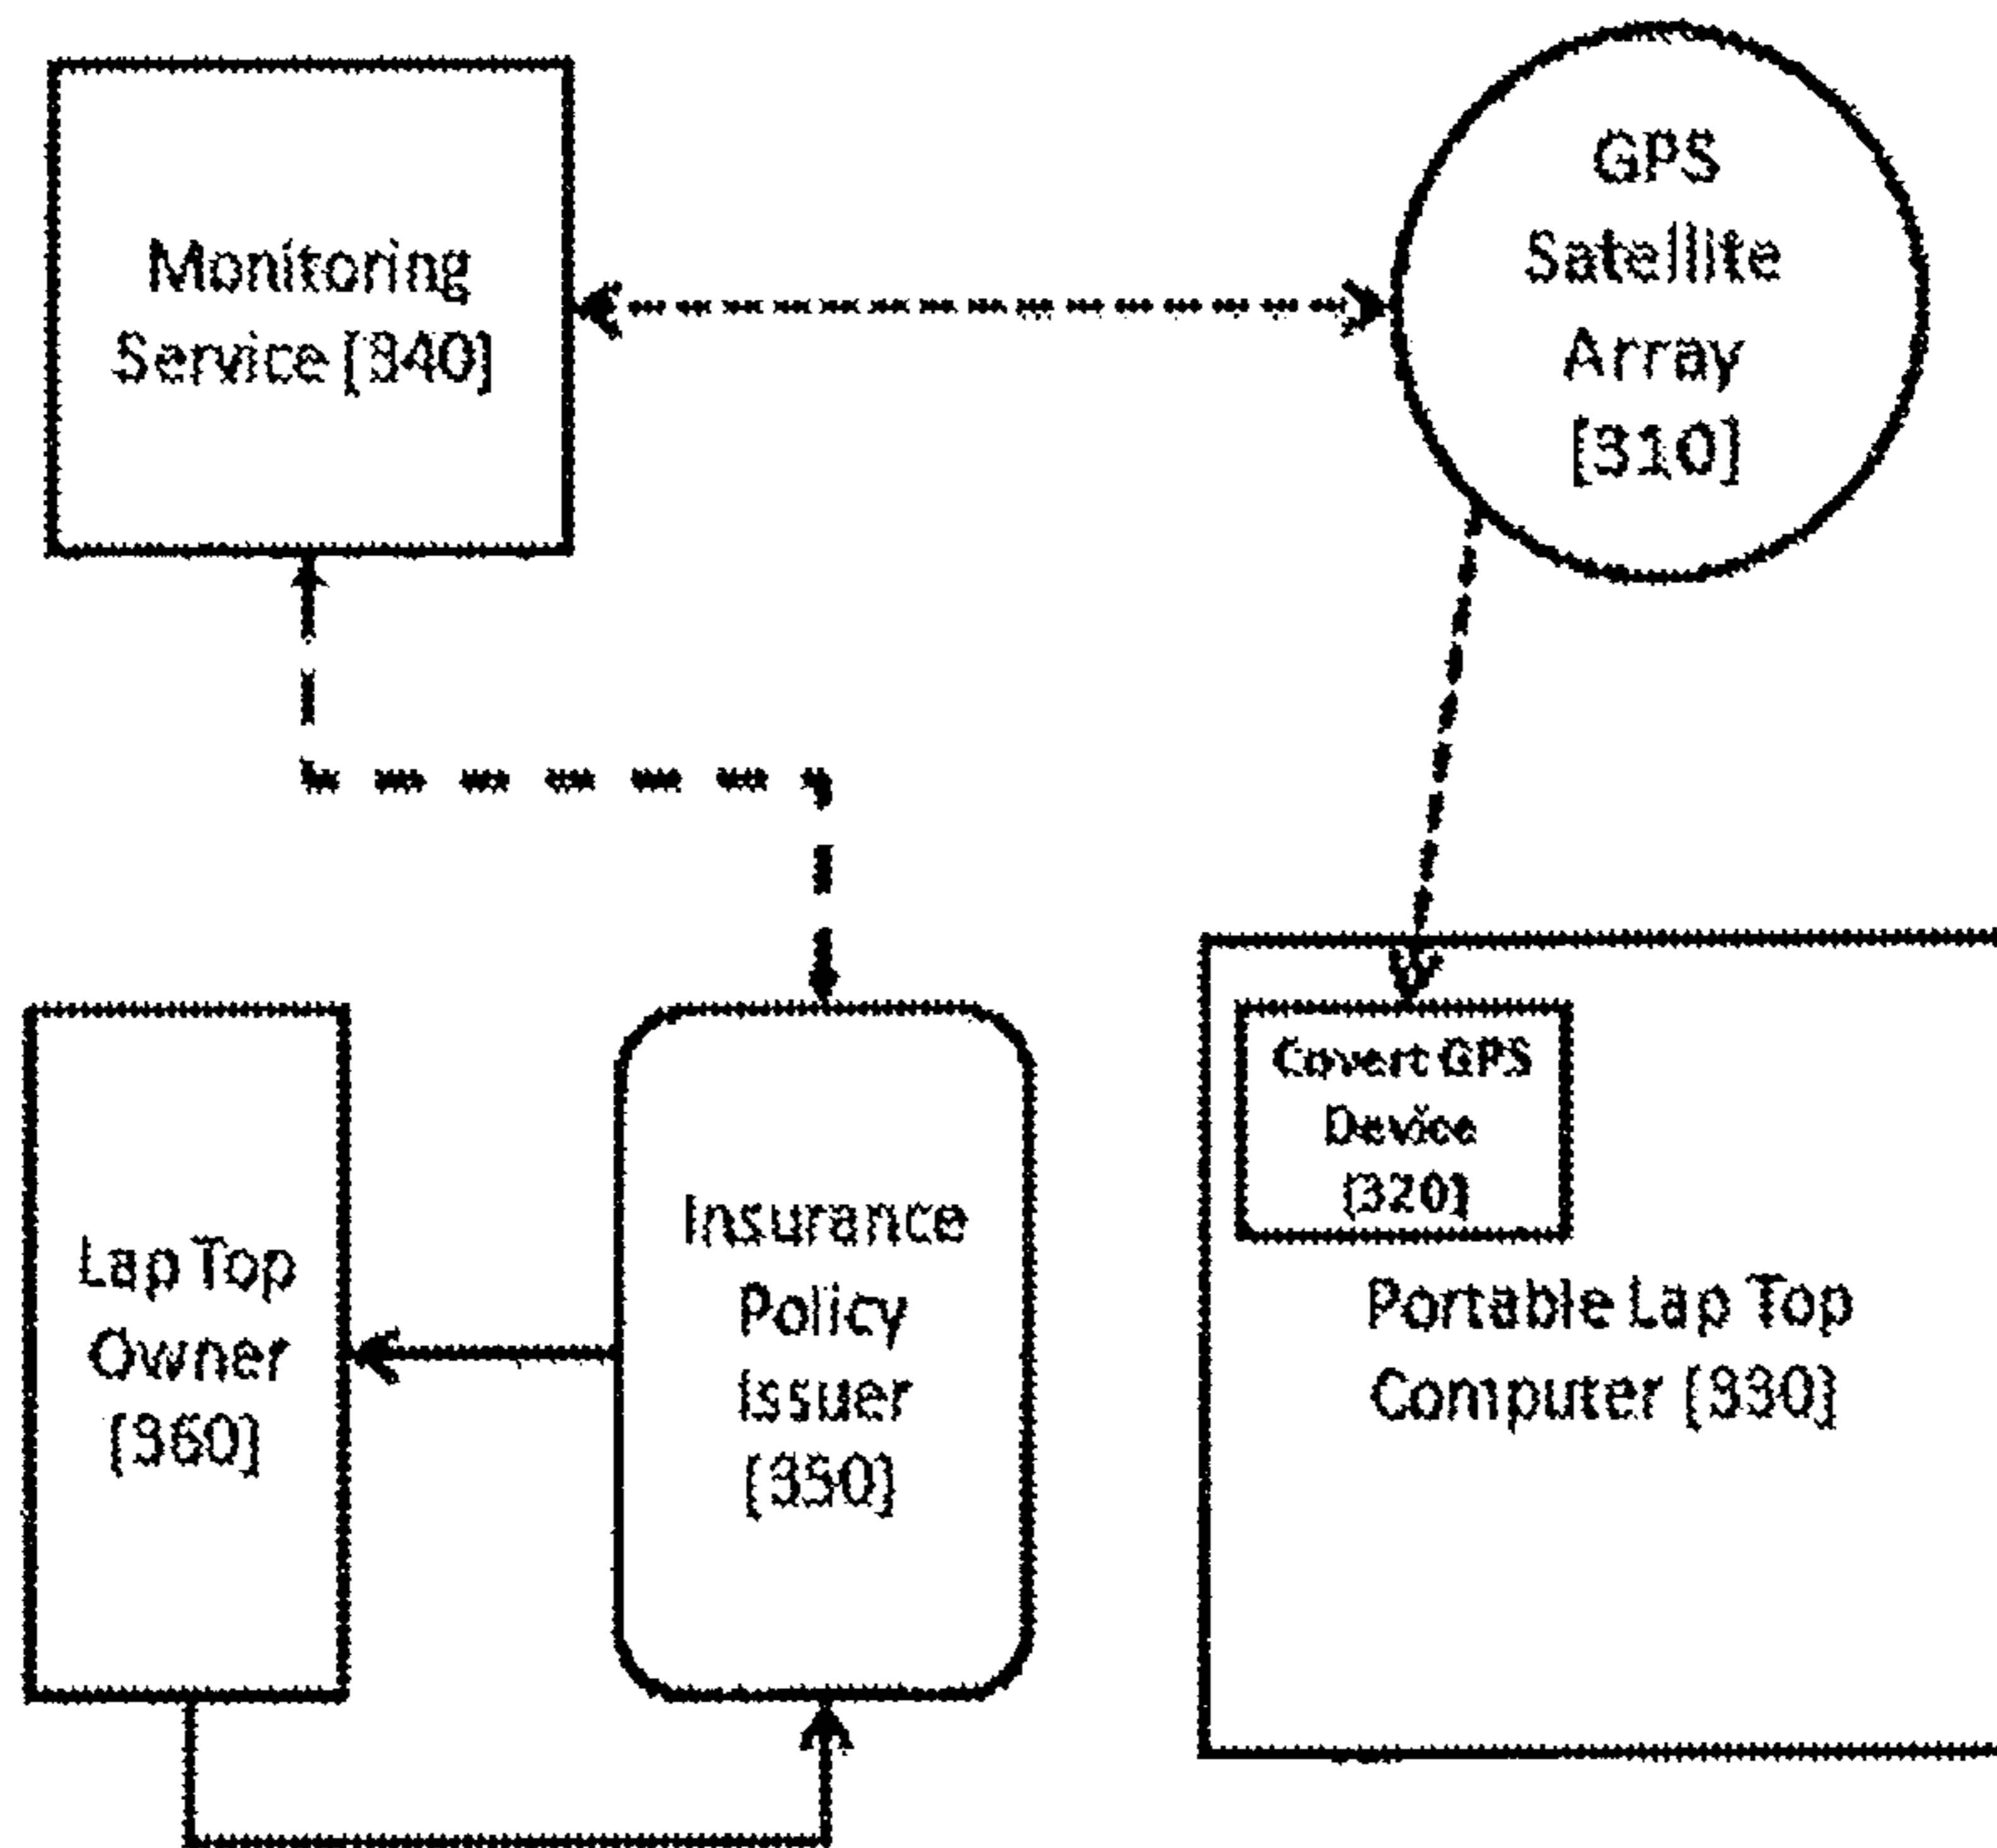 Monitoring
Service [340]
GPS
Satellite
Array
[310]
Lap Top
Owner
[360]
Insurance
Policy
Issuer
[350]
Covert GPS
Device
[320]
Portable Lap Top
Computer [330]